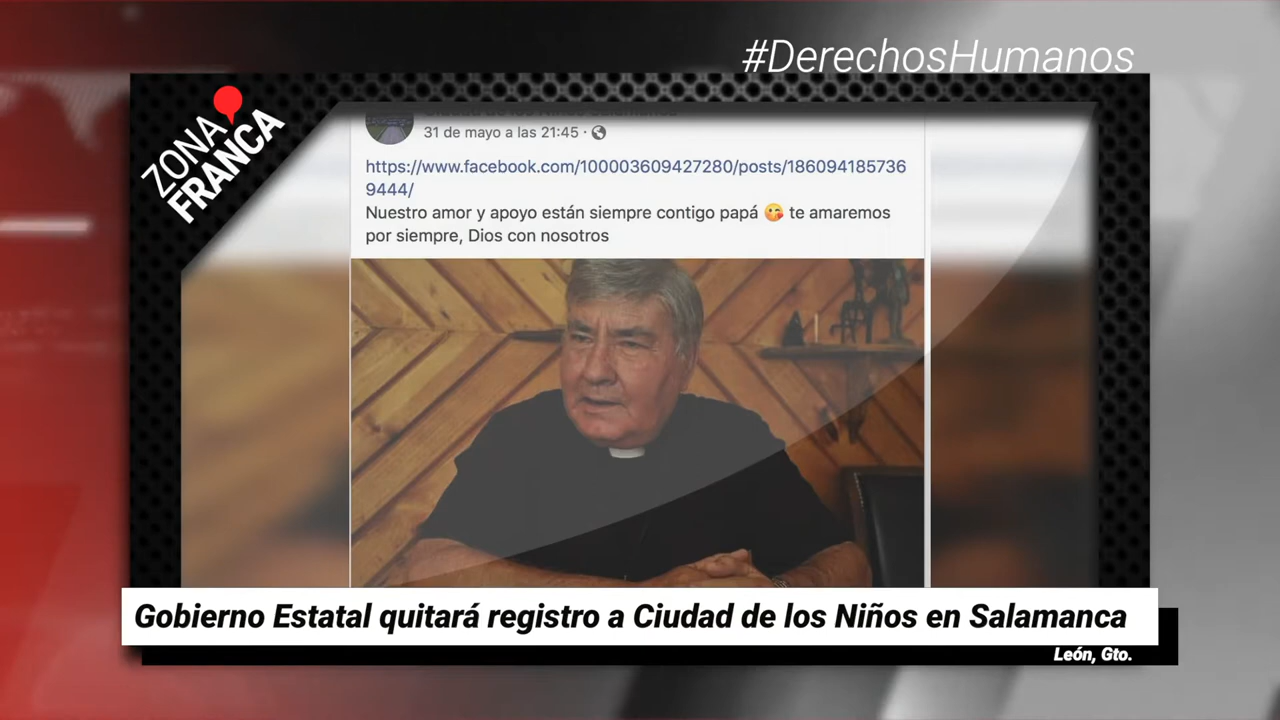 #DerechosHumanos
ZONA
FRANCA
31 de mayo a las 21:45 ·
https://www.facebook.com/100003609427280/posts/186094185736
9444/
Nuestro amor y apoyo están siempre contigo papá 😘 te amaremos
por siempre, Dios con nosotros
Gobierno Estatal quitará registro a Ciudad de los Niños en Salamanca
León, Gto.